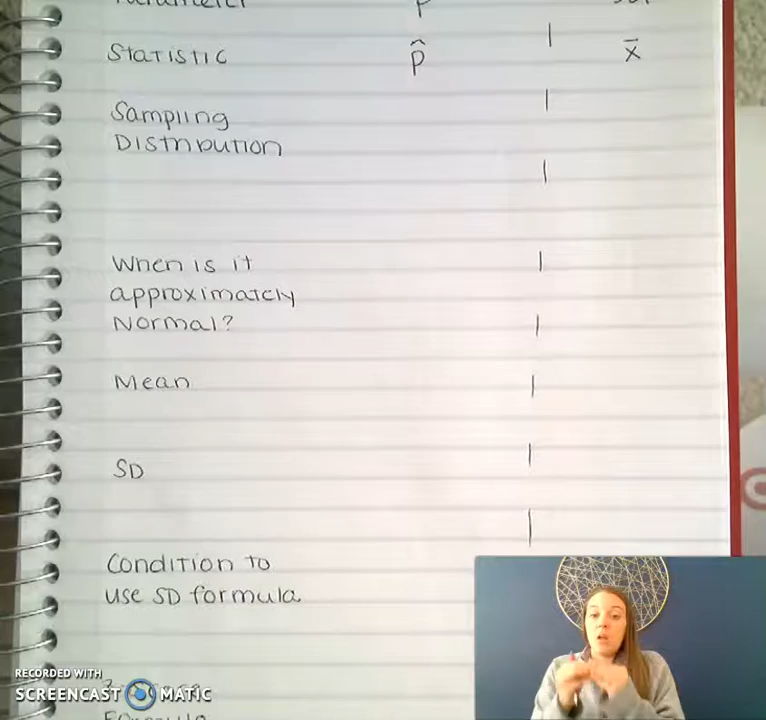 Statistic p̂ | x̄
Sampling
Distribution
When is it
approximately
Normal?
Mean
SD
Condition to
use SD formula
RECORDED WITH
SCREENCAST MATIC